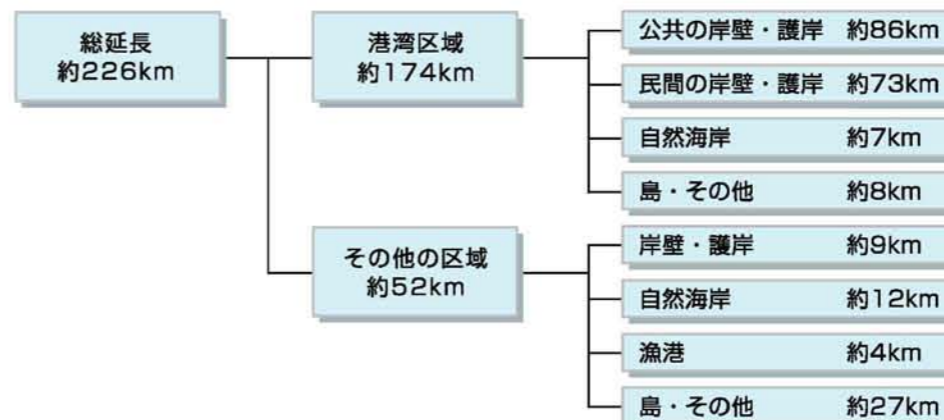 総延長
約226km
港湾区域
約174km
公共の岸壁・護岸 約86km
民間の岸壁・護岸 約73km
自然海岸 約7km
島・その他 約8km
その他の区域
約52km
岸壁・護岸 約9km
自然海岸 約12km
漁港 約4km
島・その他 約27km